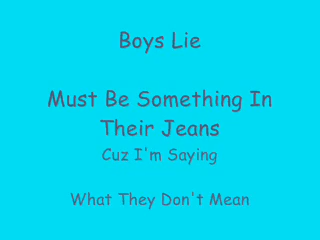 Boys Lie
Must Be Something In
Their Jeans
Cuz I'm Saying
What They Don't Mean